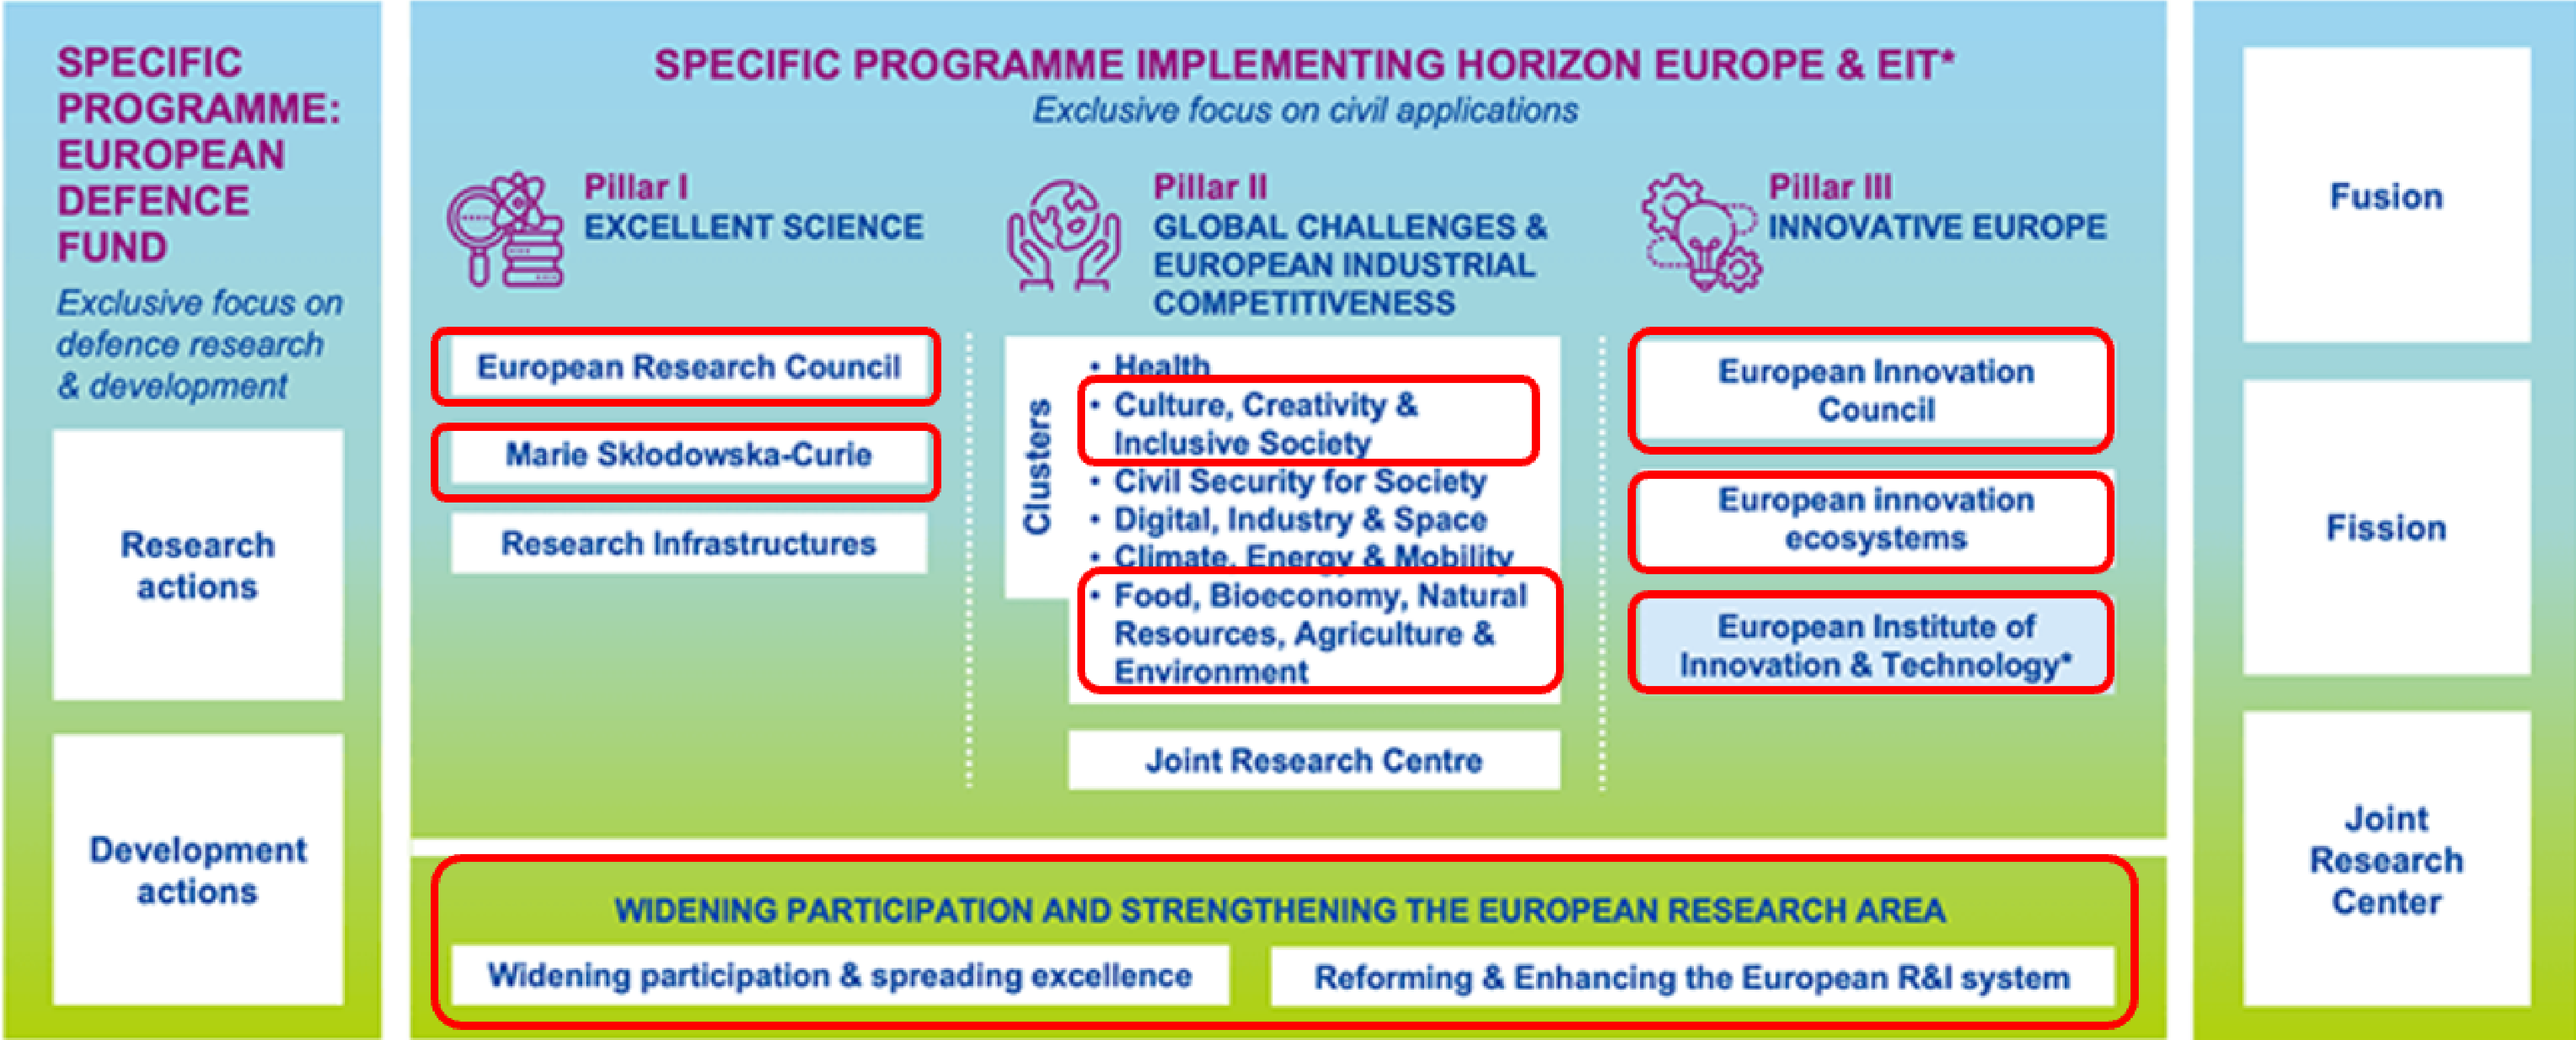 SPECIFIC
PROGRAMME:
EUROPEAN
DEFENCE
FUND
Exclusive focus on
defence research
& development
Research
actions
Development
actions
SPECIFIC PROGRAMME IMPLEMENTING HORIZON EUROPE & EIT*
Exclusive focus on civil applications
Pillar I
EXCELLENT SCIENCE
European Research Council
Marie Skłodowska-Curie
Research Infrastructures
Pillar II
GLOBAL CHALLENGES &
EUROPEAN INDUSTRIAL
COMPETITIVENESS
Clusters
• Health
• Culture, Creativity &
Inclusive Society
• Civil Security for Society
• Digital, Industry & Space
• Climate, Energy & Mobility
• Food, Bioeconomy, Natural
Resources, Agriculture &
Environment
Joint Research Centre
Pillar III
INNOVATIVE EUROPE
European Innovation
Council
European innovation
ecosystems
European Institute of
Innovation & Technology*
WIDENING PARTICIPATION AND STRENGTHENING THE EUROPEAN RESEARCH AREA
Widening participation & spreading excellence
Reforming & Enhancing the European R&I system
Fusion
Fission
Joint
Research
Center